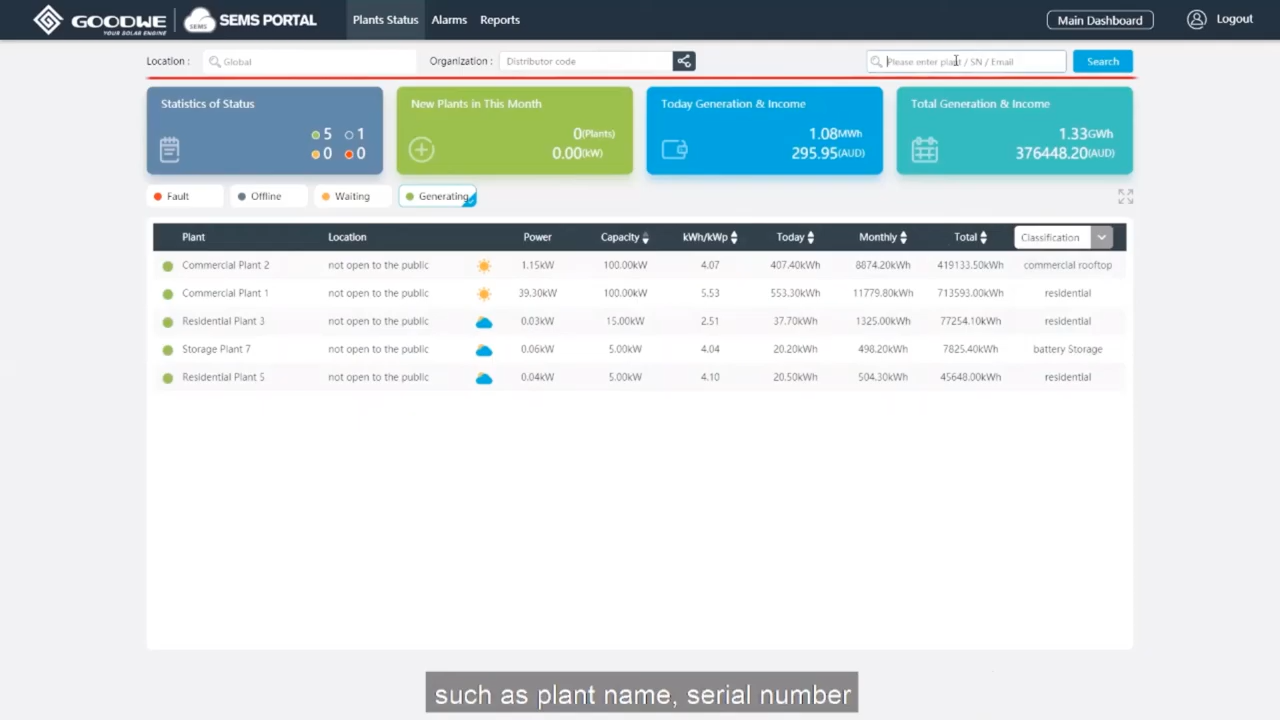 GOODWE
YOUR SOLAR ENGINE
SEMS
SEMS PORTAL
Plants Status Alarms Reports
Main Dashboard
Logout
Location : Global
Organization : Distributor code
Please enter plant / SN / Email
Search
Statistics of Status
5 1
0 0
New Plants in This Month
0(Plants)
0.00(kW)
Today Generation & Income
1.08MWh
295.95(AUD)
Total Generation & Income
1.33GWh
376448.20(AUD)
Fault Offline Waiting Generating
Plant Location Power Capacity kWh/kWp Today Monthly Total Classification
Commercial Plant 2 not open to the public 1.15kW 100.00kW 4.07 407.40kWh 8874.20kWh 419133.50kWh commercial rooftop
Commercial Plant 1 not open to the public 39.30kW 100.00kW 5.53 553.30kWh 11779.80kWh 713593.00kWh residential
Residential Plant 3 not open to the public 0.03kW 15.00kW 2.51 37.70kWh 1325.00kWh 77254.10kWh residential
Storage Plant 7 not open to the public 0.06kW 5.00kW 4.04 20.20kWh 498.20kWh 7825.40kWh battery Storage
Residential Plant 5 not open to the public 0.04kW 5.00kW 4.10 20.50kWh 504.30kWh 45648.00kWh residential
such as plant name, serial number